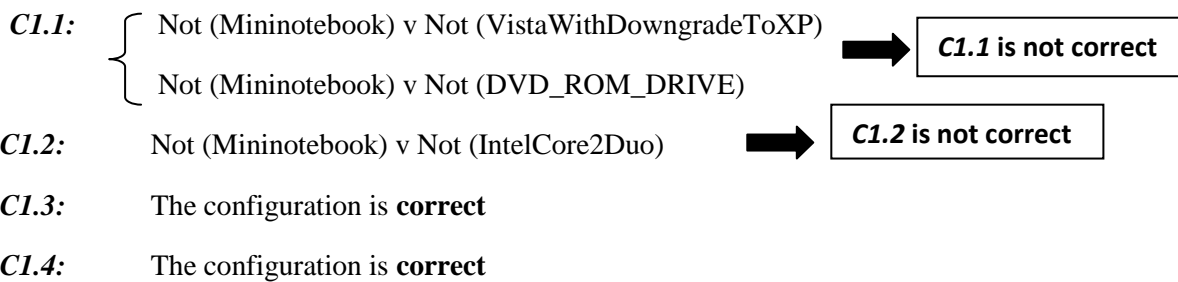 C1.1: Not (Mininotebook) v Not (VistaWithDowngradeToXP)
C1.1 is not correct
Not (Mininotebook) v Not (DVD_ROM_DRIVE)
C1.2: Not (Mininotebook) v Not (IntelCore2Duo)
C1.2 is not correct
C1.3: The configuration is correct
C1.4: The configuration is correct